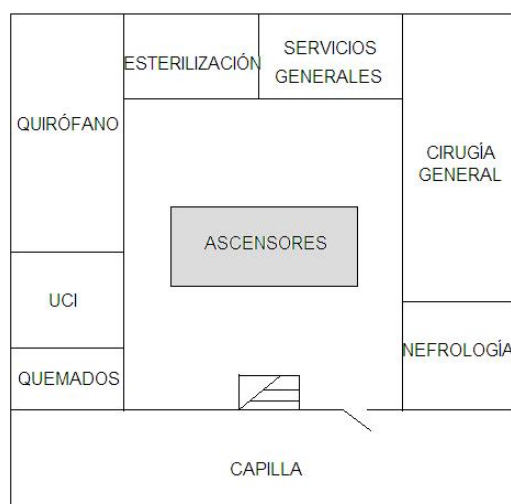 ESTERILIZACIÓN
SERVICIOS
GENERALES
QUIRÓFANO
CIRUGÍA
GENERAL
ASCENSORES
UCI
NEFROLOGÍA
QUEMADOS
CAPILLA